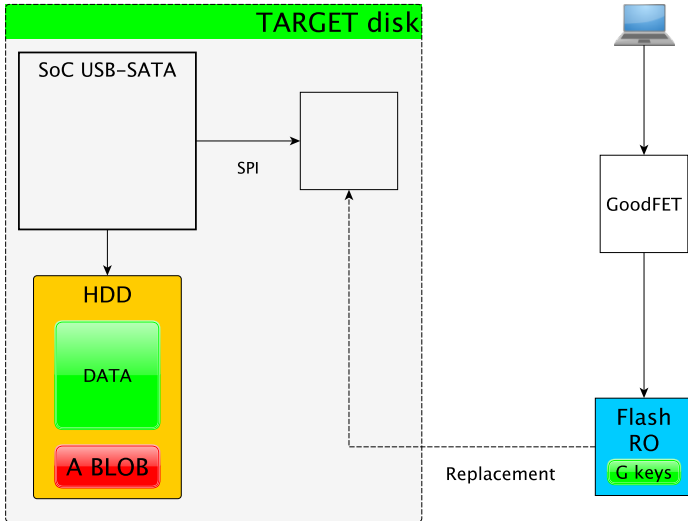 TARGET disk
SoC USB-SATA
SPI
GoodFET
HDD
DATA
A BLOB
Flash
RO
G keys
Replacement